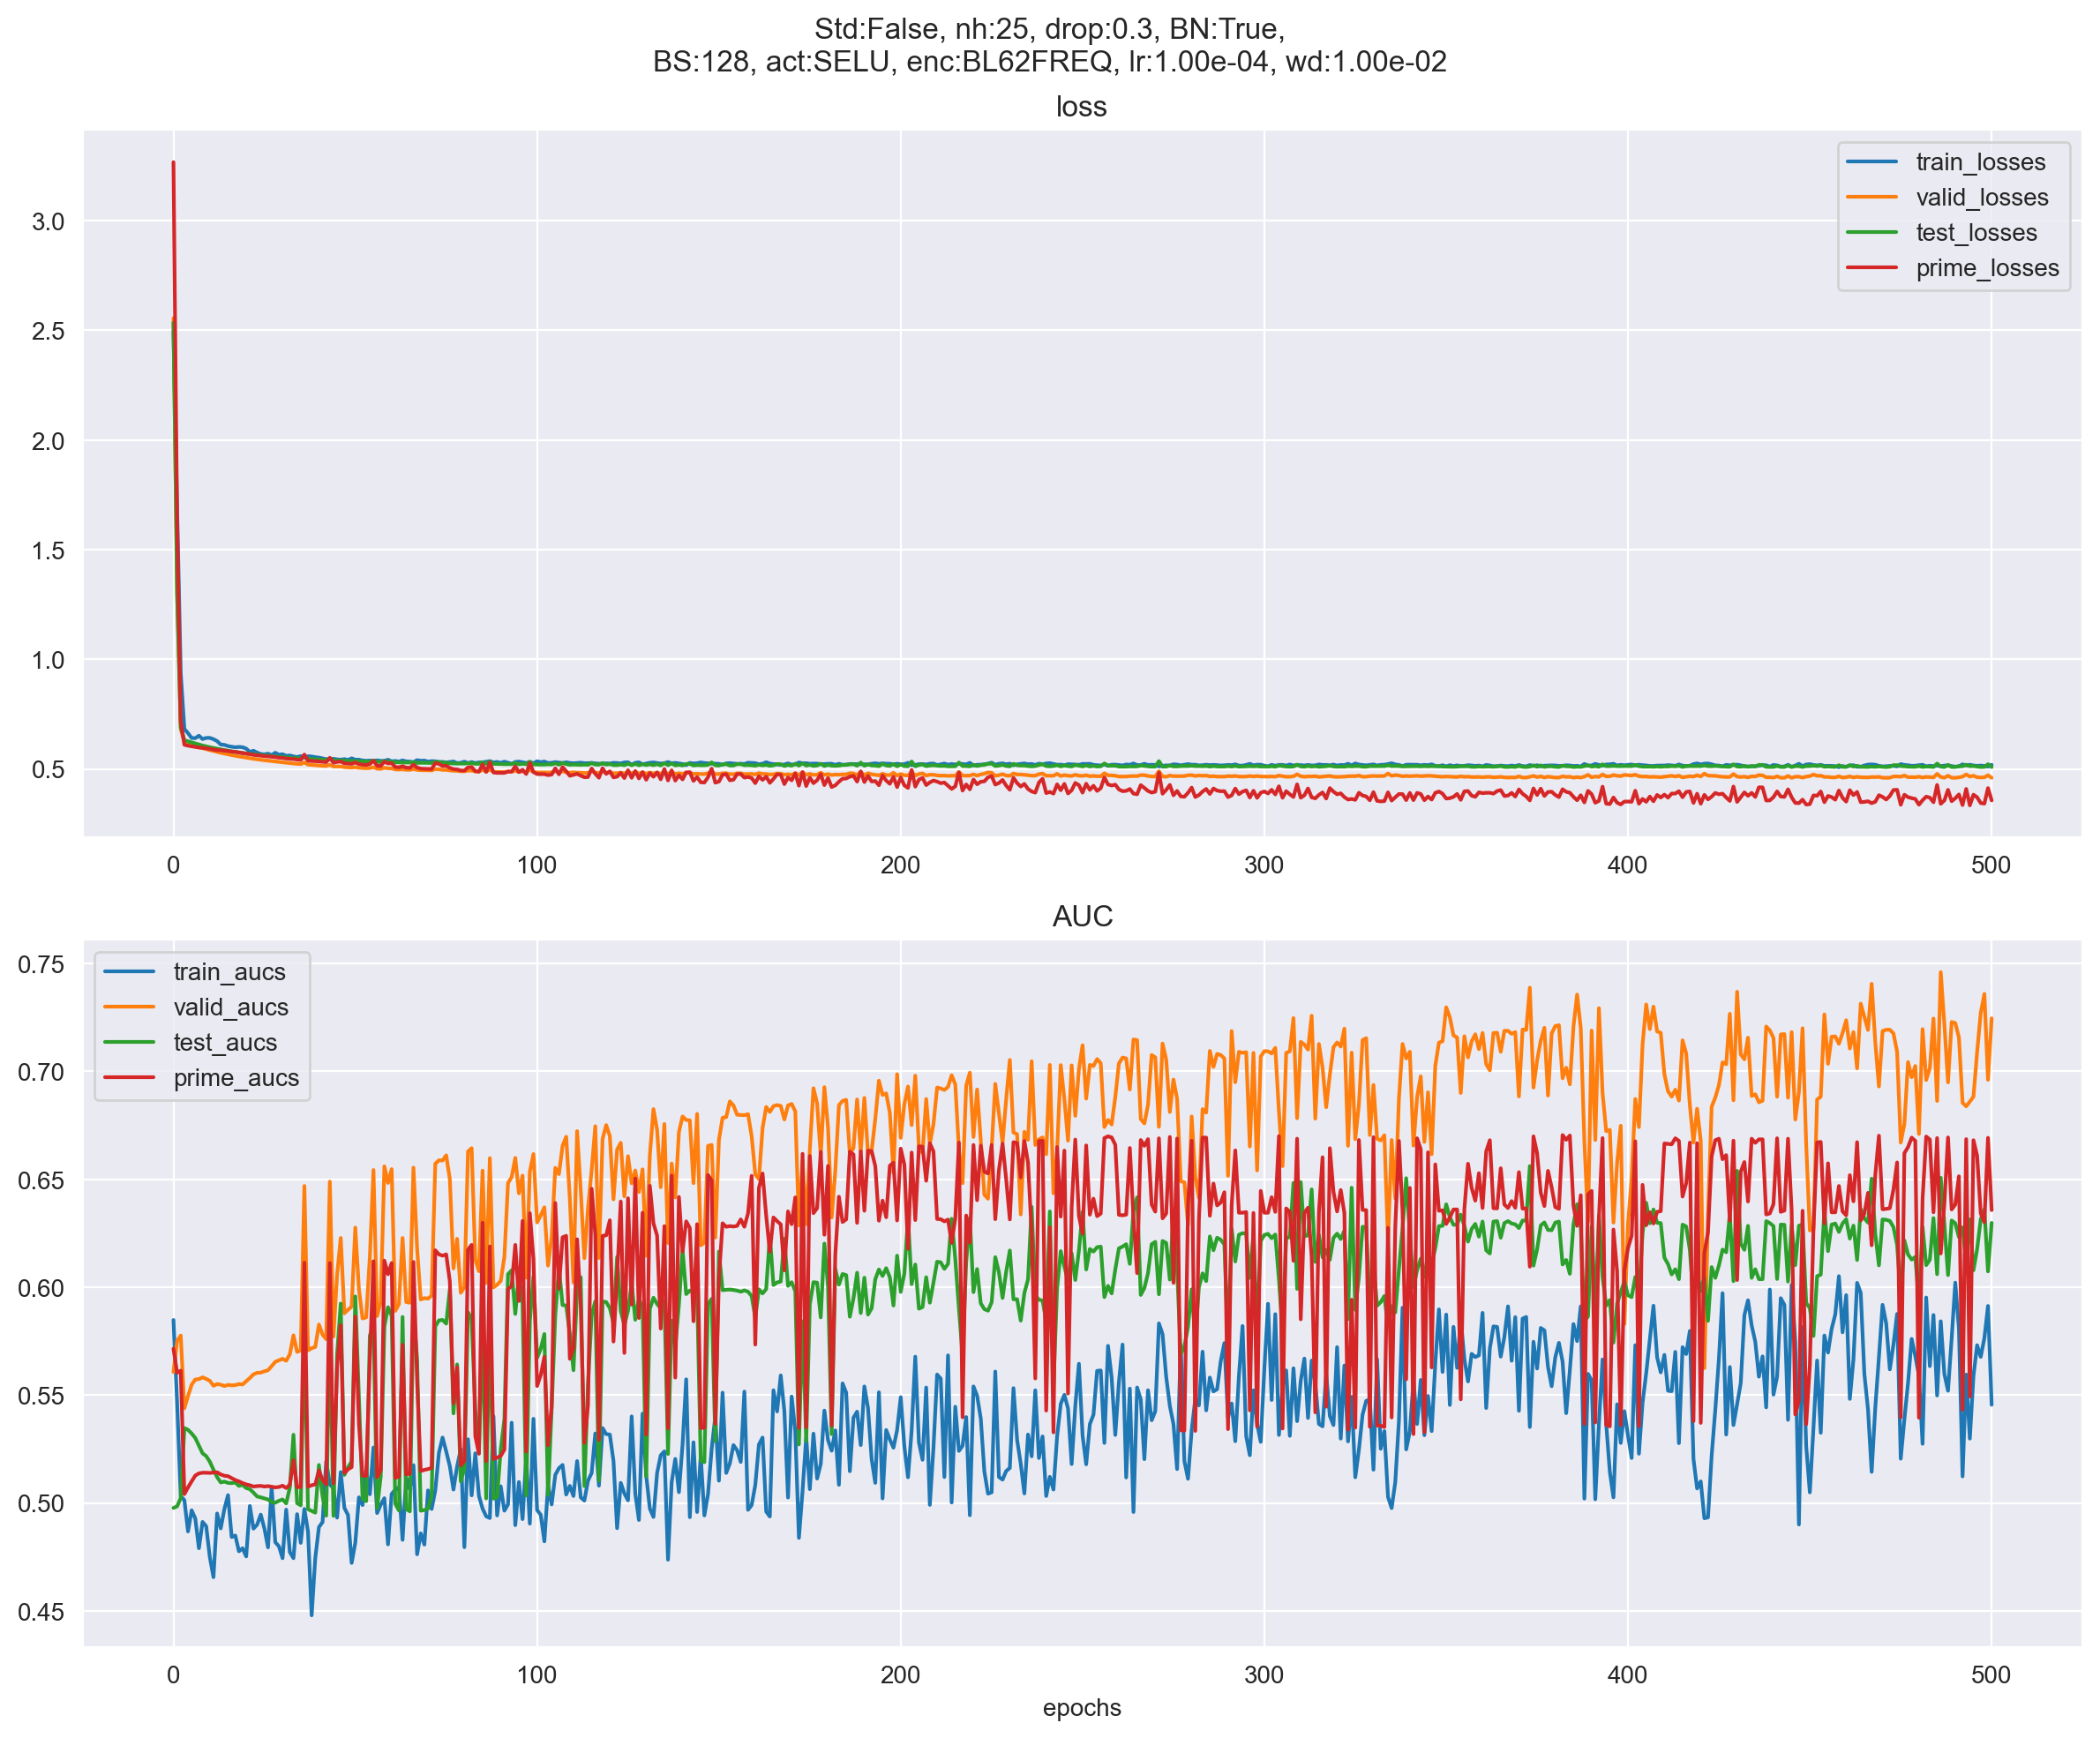 Std:False, nh:25, drop:0.3, BN:True,
BS:128, act:SELU, enc:BL62FREQ, lr:1.00e-04, wd:1.00e-02
loss
3.0
2.5
2.0
1.5
1.0
0.5
train_losses
valid_losses
test_losses
prime_losses
0 100 200 300 400 500
AUC
0.75
0.70
0.65
0.60
0.55
0.50
0.45
train_aucs
valid_aucs
test_aucs
prime_aucs
0 100 200 300 400 500
epochs